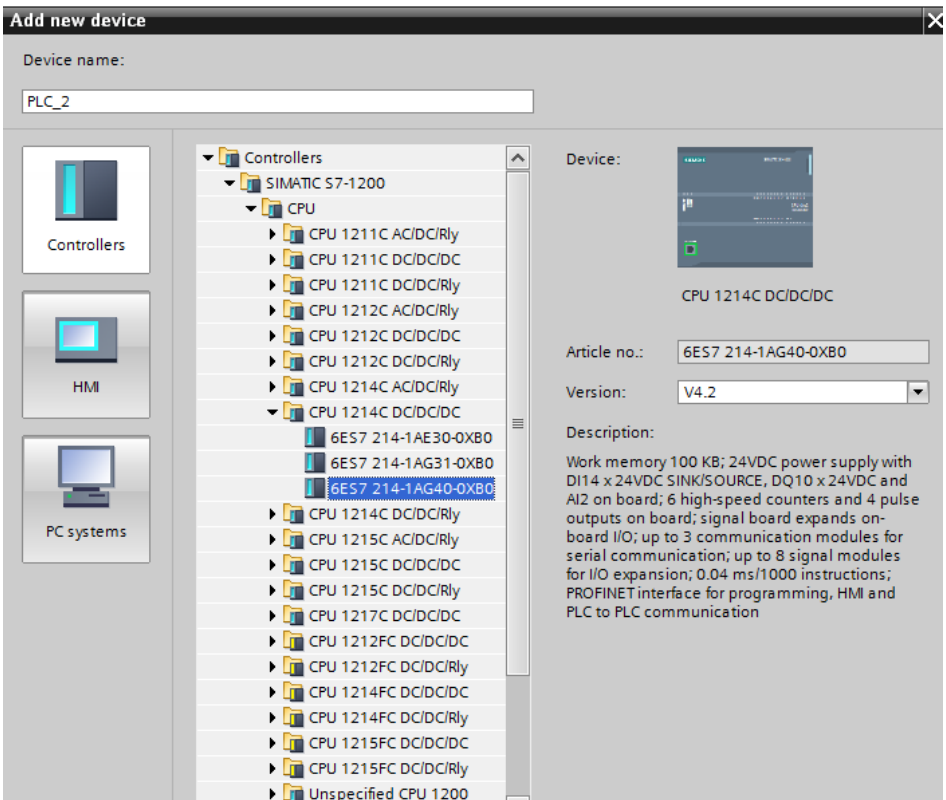 Add new device
Device name:
PLC_2
Controllers
HMI
PC systems
Controllers
SIMATIC S7-1200
CPU
CPU 1211C AC/DC/Rly
CPU 1211C DC/DC/DC
CPU 1211C DC/DC/Rly
CPU 1212C AC/DC/Rly
CPU 1212C DC/DC/DC
CPU 1212C DC/DC/Rly
CPU 1214C AC/DC/Rly
CPU 1214C DC/DC/DC
6ES7 214-1AE30-0XB0
6ES7 214-1AG31-0XB0
6ES7 214-1AG40-0XB0
CPU 1214C DC/DC/Rly
CPU 1215C AC/DC/Rly
CPU 1215C DC/DC/DC
CPU 1215C DC/DC/Rly
CPU 1217C DC/DC/DC
CPU 1212FC DC/DC/DC
CPU 1212FC DC/DC/Rly
CPU 1214FC DC/DC/DC
CPU 1214FC DC/DC/Rly
CPU 1215FC DC/DC/DC
CPU 1215FC DC/DC/Rly
Unspecified CPU 1200
Device:
SIEMENS
CPU 1214C DC/DC/DC
Article no.:
6ES7 214-1AG40-0XB0
Version:
V4.2
Description:
Work memory 100 KB; 24VDC power supply with
DI14 x 24VDC SINK/SOURCE, DQ10 x 24VDC and
AI2 on board; 6 high-speed counters and 4 pulse
outputs on board; signal board expands on-
board I/O; up to 3 communication modules for
serial communication; up to 8 signal modules
for I/O expansion; 0.04 ms/1000 instructions;
PROFINET interface for programming, HMI and
PLC to PLC communication